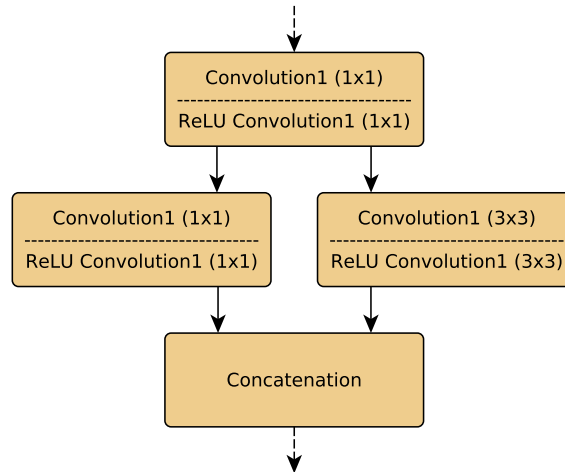 Convolution1 (1x1)
ReLU Convolution1 (1x1)
Convolution1 (1x1)
ReLU Convolution1 (1x1)
Convolution1 (3x3)
ReLU Convolution1 (3x3)
Concatenation